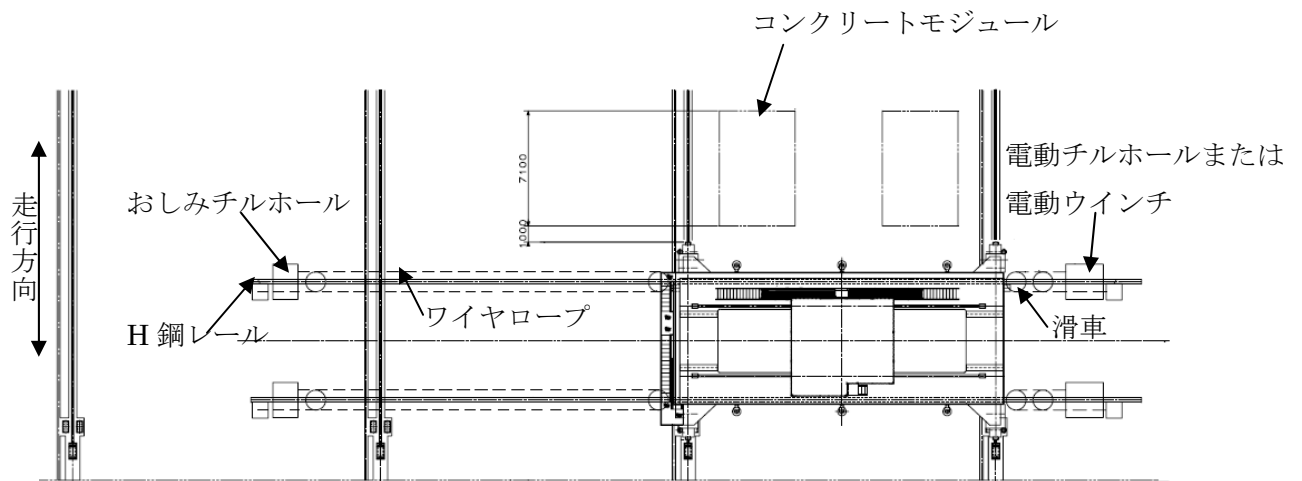 コンクリートモジュール
7100
1000
電動チルホールまたは
電動ウインチ
走行方向
おしみチルホール
H 鋼レール
ワイヤロープ
滑車